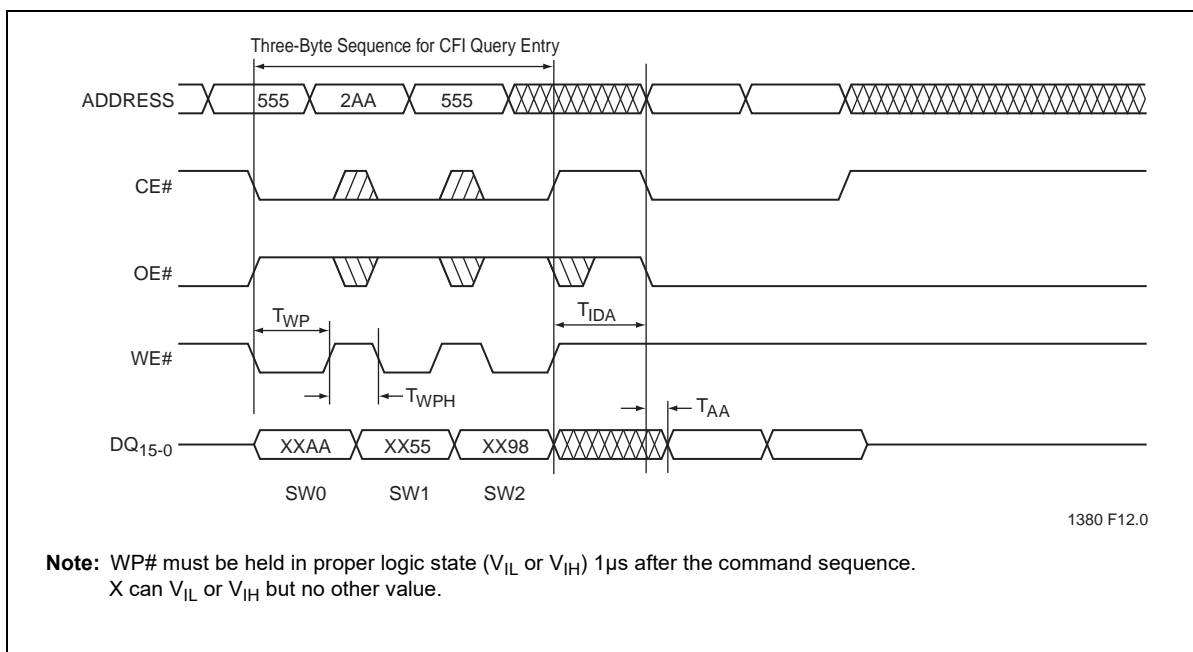 Three-Byte Sequence for CFI Query Entry
ADDRESS 555 2AA 555
CE#
OE#
TWP TIDA
WE#
TWPH TAA
DQ15-0 XXAA XX55 XX98
SW0 SW1 SW2
1380 F12.0
Note: WP# must be held in proper logic state (VIL or VIH) 1µs after the command sequence.
X can VIL or VIH but no other value.